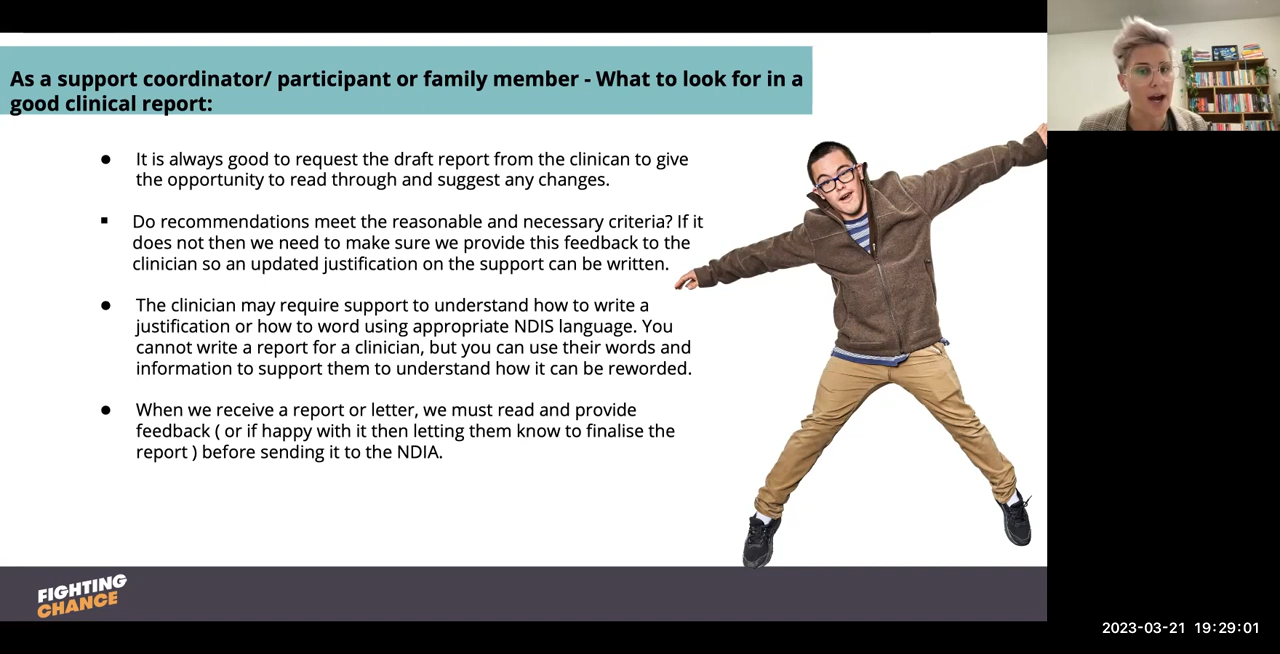 As a support coordinator/ participant or family member - What to look for in a
good clinical report:
● It is always good to request the draft report from the clinican to give
the opportunity to read through and suggest any changes.
▪ Do recommendations meet the reasonable and necessary criteria? If it
does not then we need to make sure we provide this feedback to the
clinician so an updated justification on the support can be written.
● The clinician may require support to understand how to write a
justification or how to word using appropriate NDIS language. You
cannot write a report for a clinician, but you can use their words and
information to support them to understand how it can be reworded.
● When we receive a report or letter, we must read and provide
feedback ( or if happy with it then letting them know to finalise the
report ) before sending it to the NDIA.
FIGHTING
CHANCE
2023-03-21 19:29:01